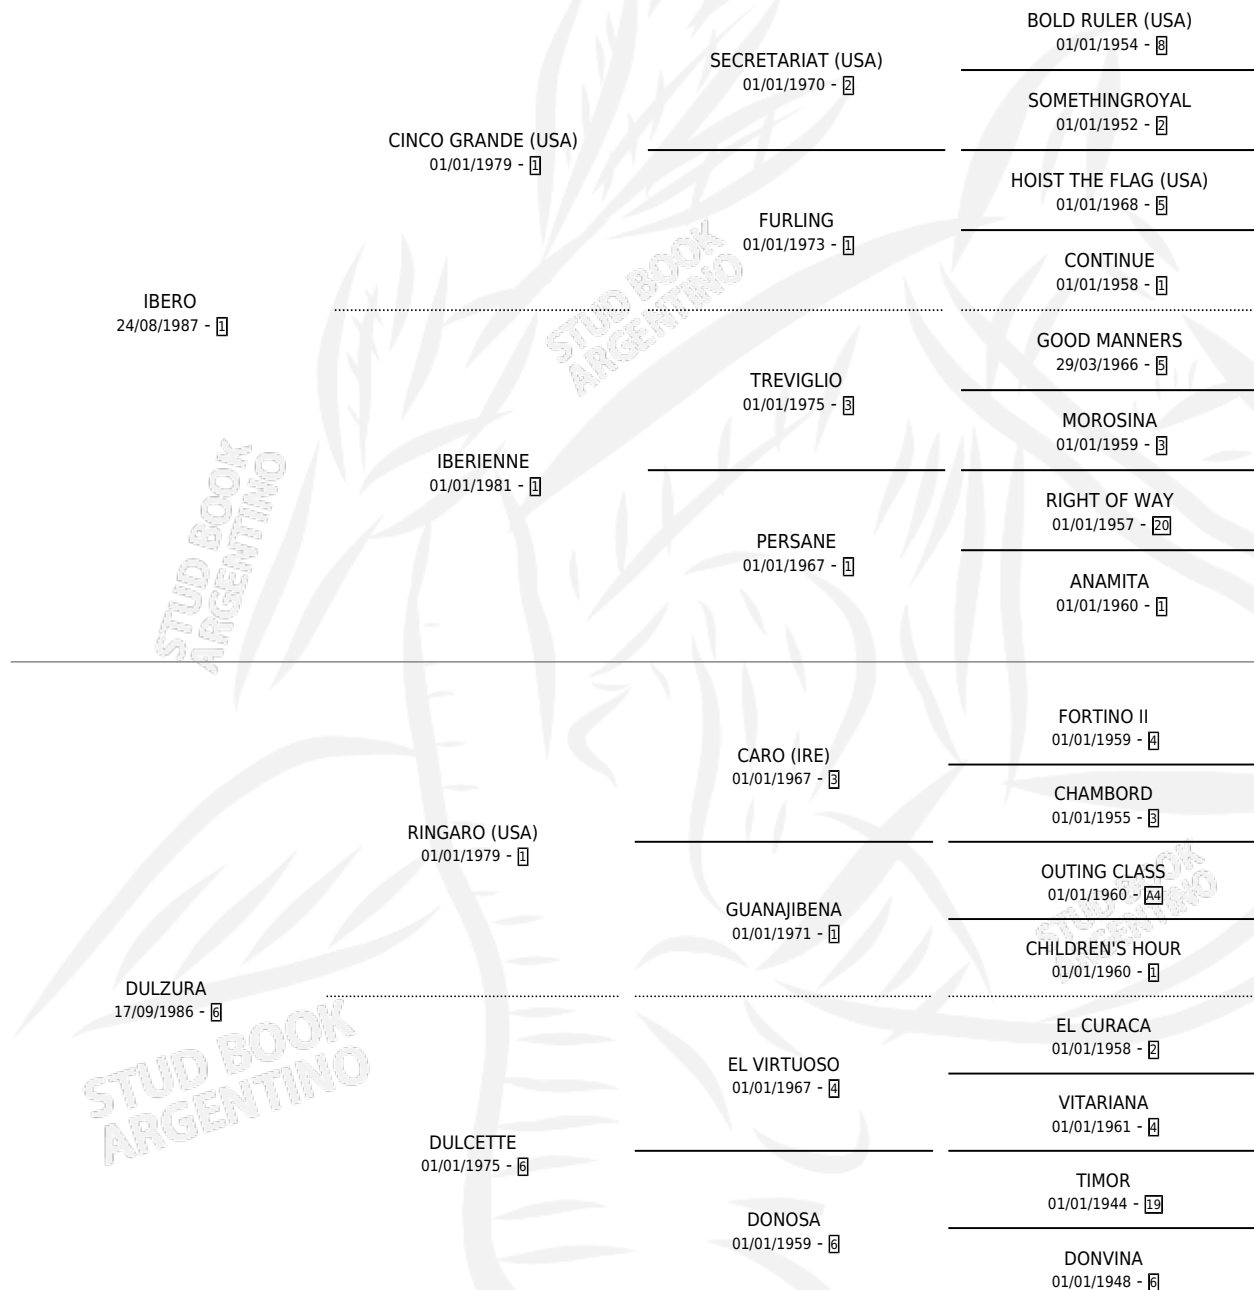 BOLD RULER (USA)
01/01/1954 - 8
SECRETARIAT (USA)
01/01/1970 - 2
SOMETHINGROYAL
01/01/1952 - 2
CINCO GRANDE (USA)
01/01/1979 - 1
HOIST THE FLAG (USA)
01/01/1968 - 5
FURLING
01/01/1973 - 1
CONTINUE
01/01/1958 - 1
IBERO
24/08/1987 - 1
GOOD MANNERS
29/03/1966 - 5
TREVIGLIO
01/01/1975 - 3
MOROSINA
01/01/1959 - 3
IBERIENNE
01/01/1981 - 1
RIGHT OF WAY
01/01/1957 - 20
PERSANE
01/01/1967 - 1
ANAMITA
01/01/1960 - 1
STUD BOOK
ARGENTINO
STUD BOOK
ARGENTINO
FORTINO II
01/01/1959 - 4
CARO (IRE)
01/01/1967 - 3
CHAMBORD
01/01/1955 - 3
RINGARO (USA)
01/01/1979 - 1
OUTING CLASS
01/01/1960 - A4
GUANAJIBENA
01/01/1971 - 1
CHILDREN'S HOUR
01/01/1960 - 1
STUD BOOK
ARGENTINO
DULZURA
17/09/1986 - 6
EL CURACA
01/01/1958 - 2
EL VIRTUOSO
01/01/1967 - 4
VITARIANA
01/01/1961 - 4
DULCETTE
01/01/1975 - 6
TIMOR
01/01/1944 - 19
DONOSA
01/01/1959 - 6
DONVINA
01/01/1948 - 6
STUD BOOK
ARGENTINO